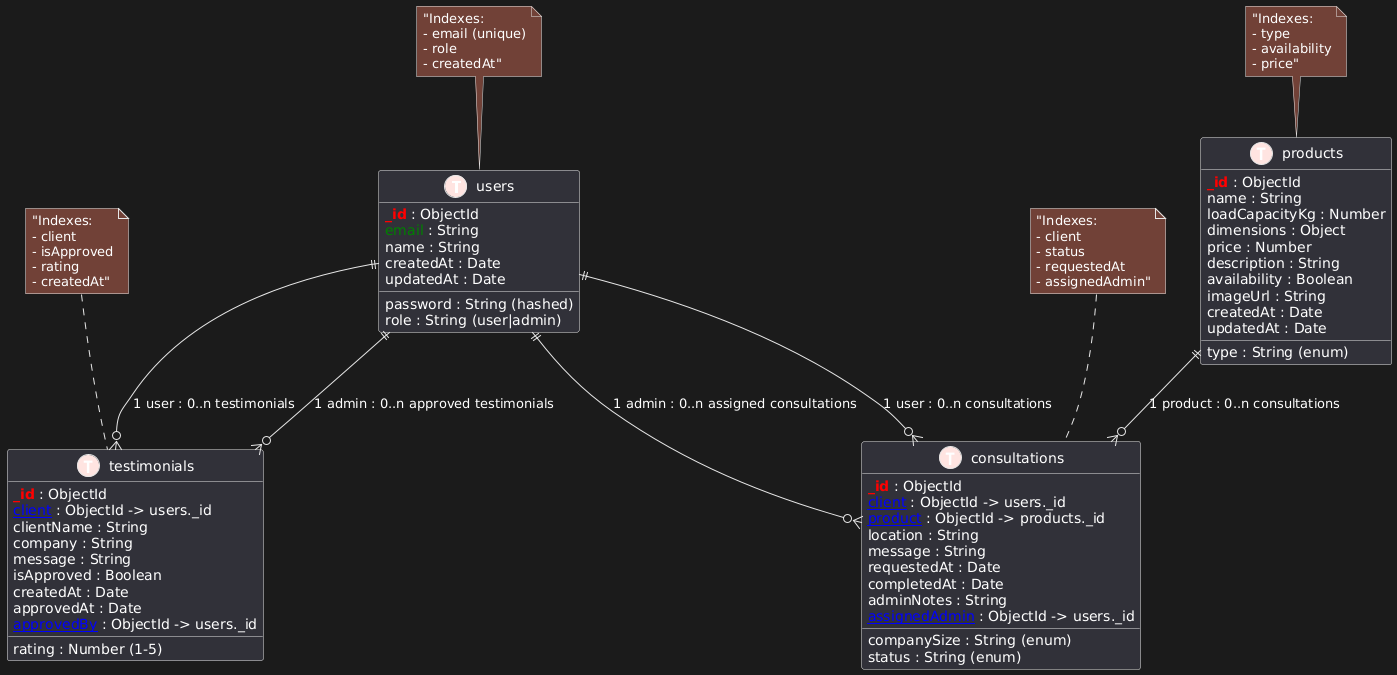 "Indexes:
- email (unique)
- role
- createdAt"
"Indexes:
- type
- availability
- price"
T products
_id : ObjectId
name : String
loadCapacityKg : Number
dimensions : Object
price : Number
description : String
availability : Boolean
imageUrl : String
createdAt : Date
updatedAt : Date
type : String (enum)
T users
_id : ObjectId
email : String
name : String
createdAt : Date
updatedAt : Date
password : String (hashed)
role : String (user|admin)
"Indexes:
- client
- isApproved
- rating
- createdAt"
"Indexes:
- client
- status
- requestedAt
- assignedAdmin"
1 user : 0..n testimonials
1 admin : 0..n approved testimonials
1 admin : 0..n assigned consultations
1 user : 0..n consultations
1 product : 0..n consultations
T testimonials
_id : ObjectId
client : ObjectId -> users._id
clientName : String
company : String
message : String
isApproved : Boolean
createdAt : Date
approvedAt : Date
approvedBy : ObjectId -> users._id
rating : Number (1-5)
T consultations
_id : ObjectId
client : ObjectId -> users._id
product : ObjectId -> products._id
location : String
message : String
requestedAt : Date
completedAt : Date
adminNotes : String
assignedAdmin : ObjectId -> users._id
companySize : String (enum)
status : String (enum)